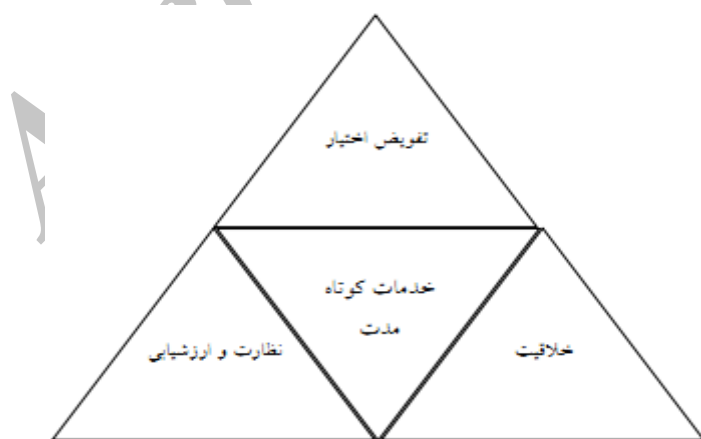 تفویض اختیار
خدمات کوتاه
مدت
نظارت و ارزشیابی
خلاقیت